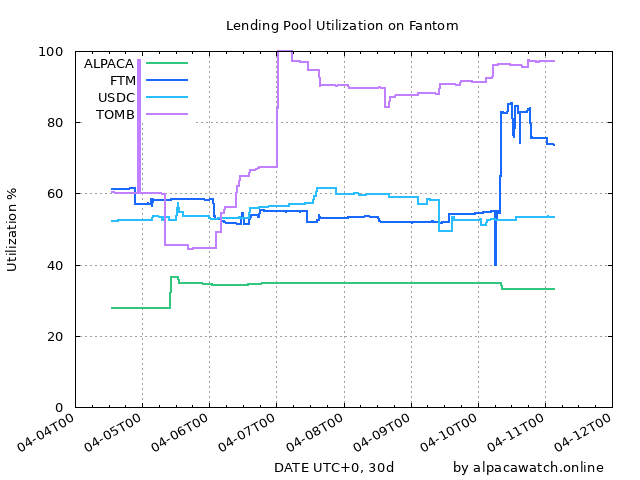 Lending Pool Utilization on Fantom
Utilization %
100
80
60
40
20
0
ALPACA
FTM
USDC
TOMB
04-04T00
04-05T00
04-06T00
04-07T00
04-08T00
04-09T00
04-10T00
04-11T00
04-12T00
DATE UTC+0, 30d
by alpacawatch.online